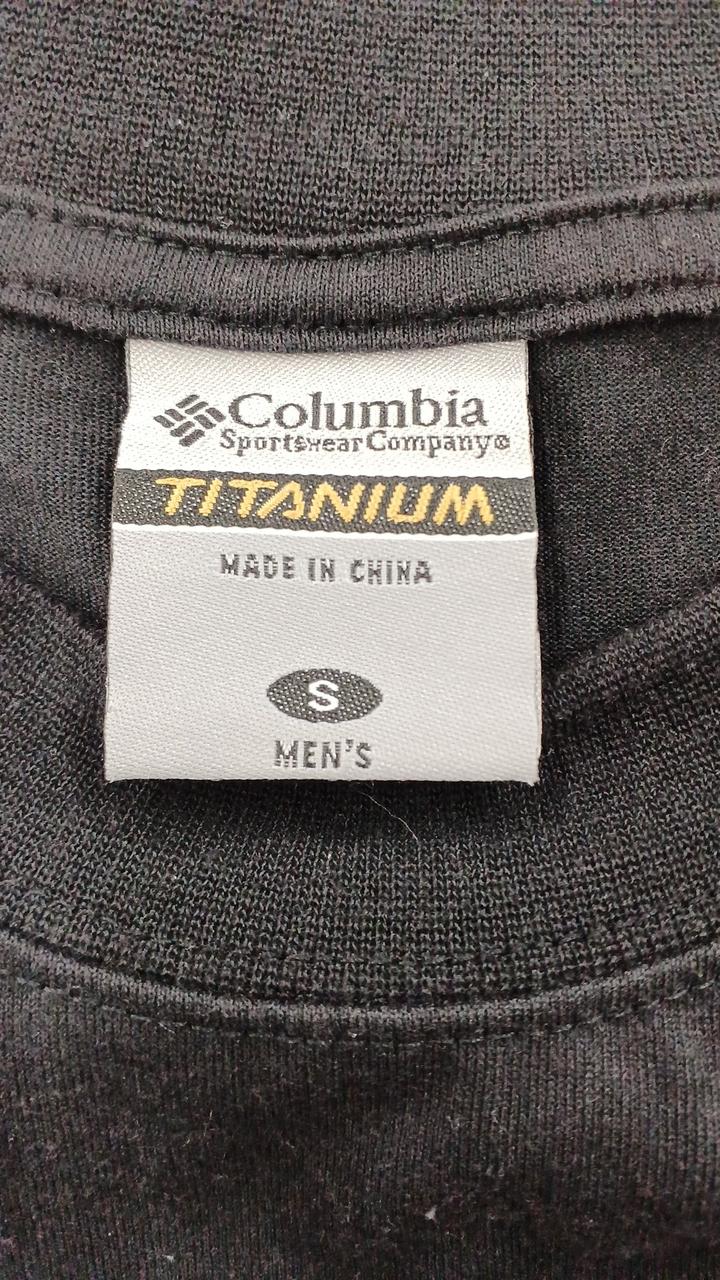 Columbia
Sportswear Company®
TITANIUM
MADE IN CHINA
S
MEN'S